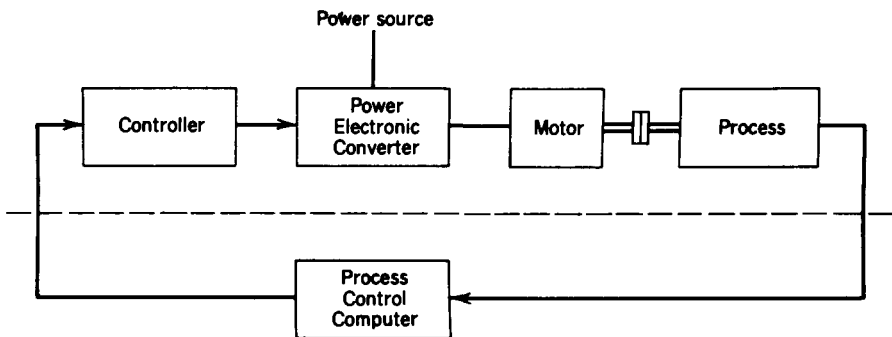 Power source
Controller
Power
Electronic
Converter
Motor
Process
Process
Control
Computer